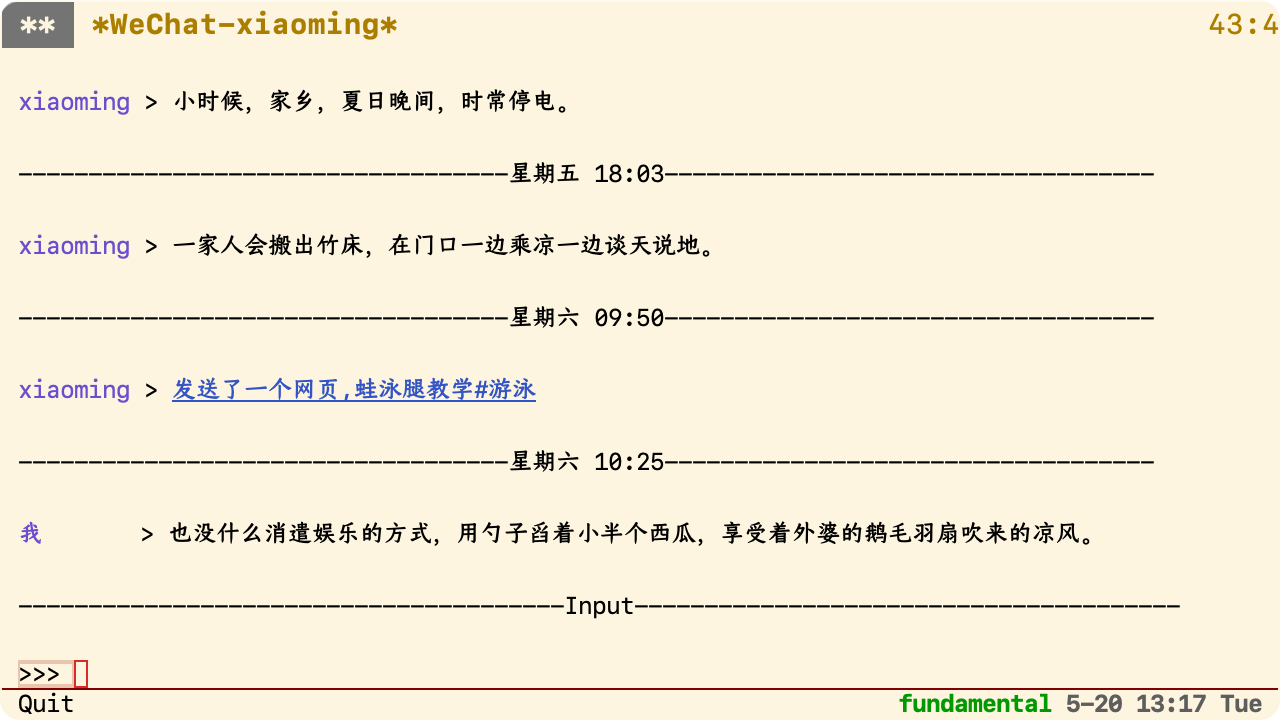 ** *WeChat-xiaoming* 43:4
xiaoming > 小时候，家乡，夏日晚间，时常停电。
-----------------------------------星期五 18:03-----------------------------------
xiaoming > 一家人会搬出竹床，在门口一边乘凉一边谈天说地。
-----------------------------------星期六 09:50-----------------------------------
xiaoming > 发送了一个网页,蛙泳腿教学#游泳
-----------------------------------星期六 10:25-----------------------------------
我 > 也没什么消遣娱乐的方式，用勺子舀着小半个西瓜，享受着外婆的鹅毛羽扇吹来的凉风。
---------------------------------------Input---------------------------------------
>>>
Quit fundamental 5-20 13:17 Tue